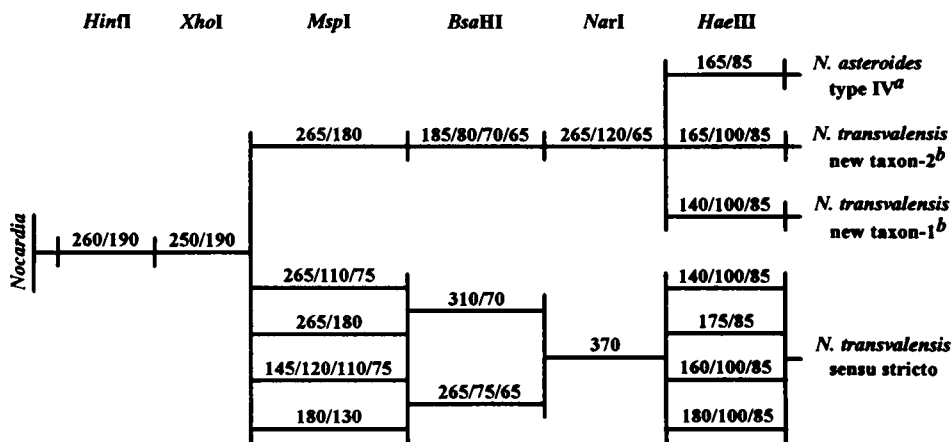 HinfI XhoI MspI BsaHI NarI HaeIII
165/85
N. asteroides
type IVa
265/180 185/80/70/65 265/120/65 165/100/85
N. transvalensis
new taxon-2b
140/100/85
N. transvalensis
new taxon-1b
Nocardia
260/190 250/190
265/110/75 140/100/85
310/70
265/180 175/85
370
N. transvalensis
sensu stricto
145/120/110/75 160/100/85
265/75/65
180/130 180/100/85